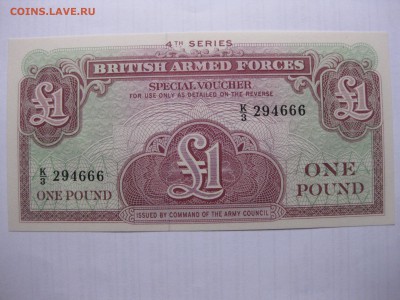 COINS.LAVE.RU
4TH SERIES
BRITISH ARMED FORCES
SPECIAL VOUCHER
FOR USE ONLY AS DETAILED ON THE REVERSE
£1
£1
K/3 294666
£1
K/3 294666
ONE POUND
ONE
POUND
ISSUED BY COMMAND OF THE ARMY COUNCIL